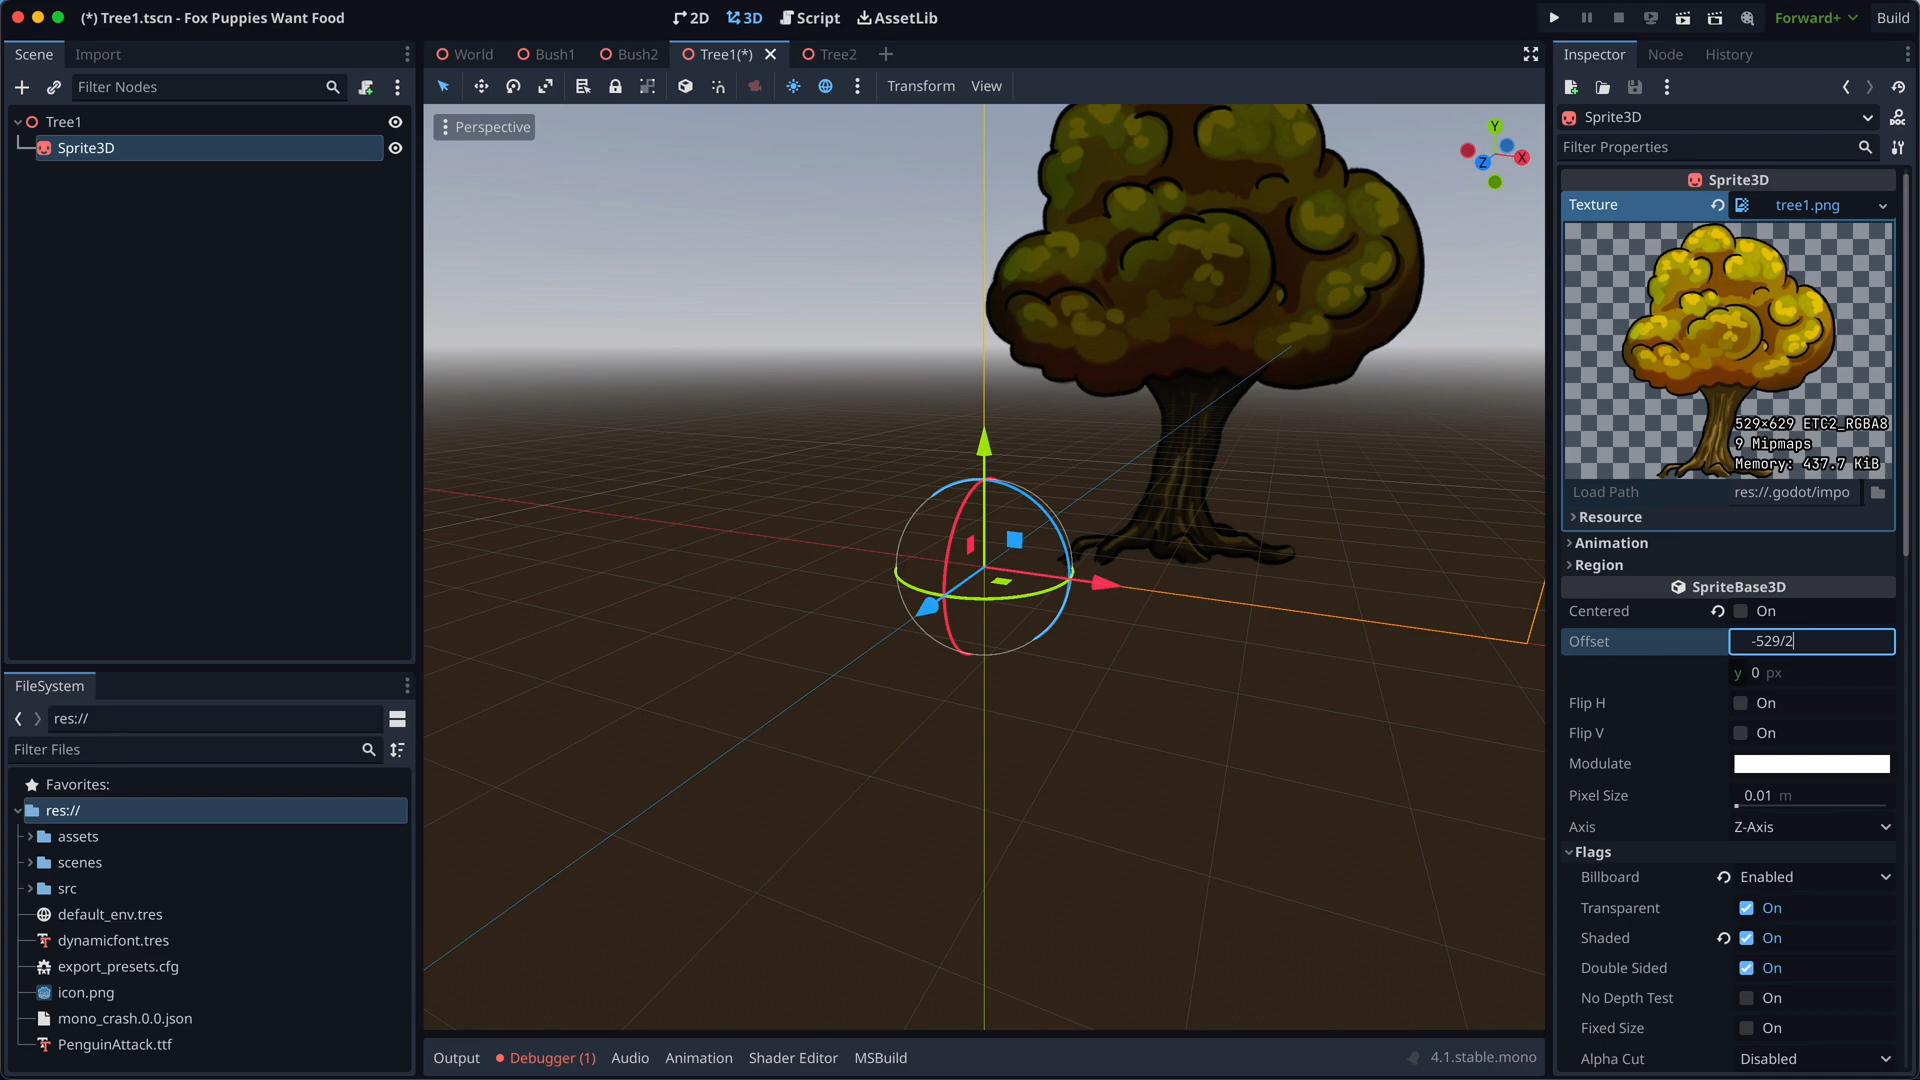 (*) Tree1.tscn - Fox Puppies Want Food
2D 3D Script AssetLib
Forward+ Build
Scene Import
World Bush1 Bush2 Tree1(*) Tree2
Inspector Node History
Filter Nodes
Transform View
Sprite3D
Tree1
Sprite3D
Perspective
Y
X
Z
DOC
Filter Properties
Sprite3D
Texture tree1.png
529×629 ETC2_RGBA8
9 Mipmaps
Memory: 437.7 KiB
Load Path res://.godot/impo
Resource
Animation
Region
SpriteBase3D
Centered On
Offset -529/2
y 0 px
Flip H On
Flip V On
Modulate
Pixel Size 0.01 m
Axis Z-Axis
Flags
Billboard Enabled
Transparent On
Shaded On
Double Sided On
No Depth Test On
Fixed Size On
Alpha Cut Disabled
FileSystem
res://
Filter Files
Favorites:
res://
assets
scenes
src
default_env.tres
dynamicfont.tres
export_presets.cfg
icon.png
mono_crash.0.0.json
PenguinAttack.ttf
Output Debugger (1) Audio Animation Shader Editor MSBuild
4.1.stable.mono